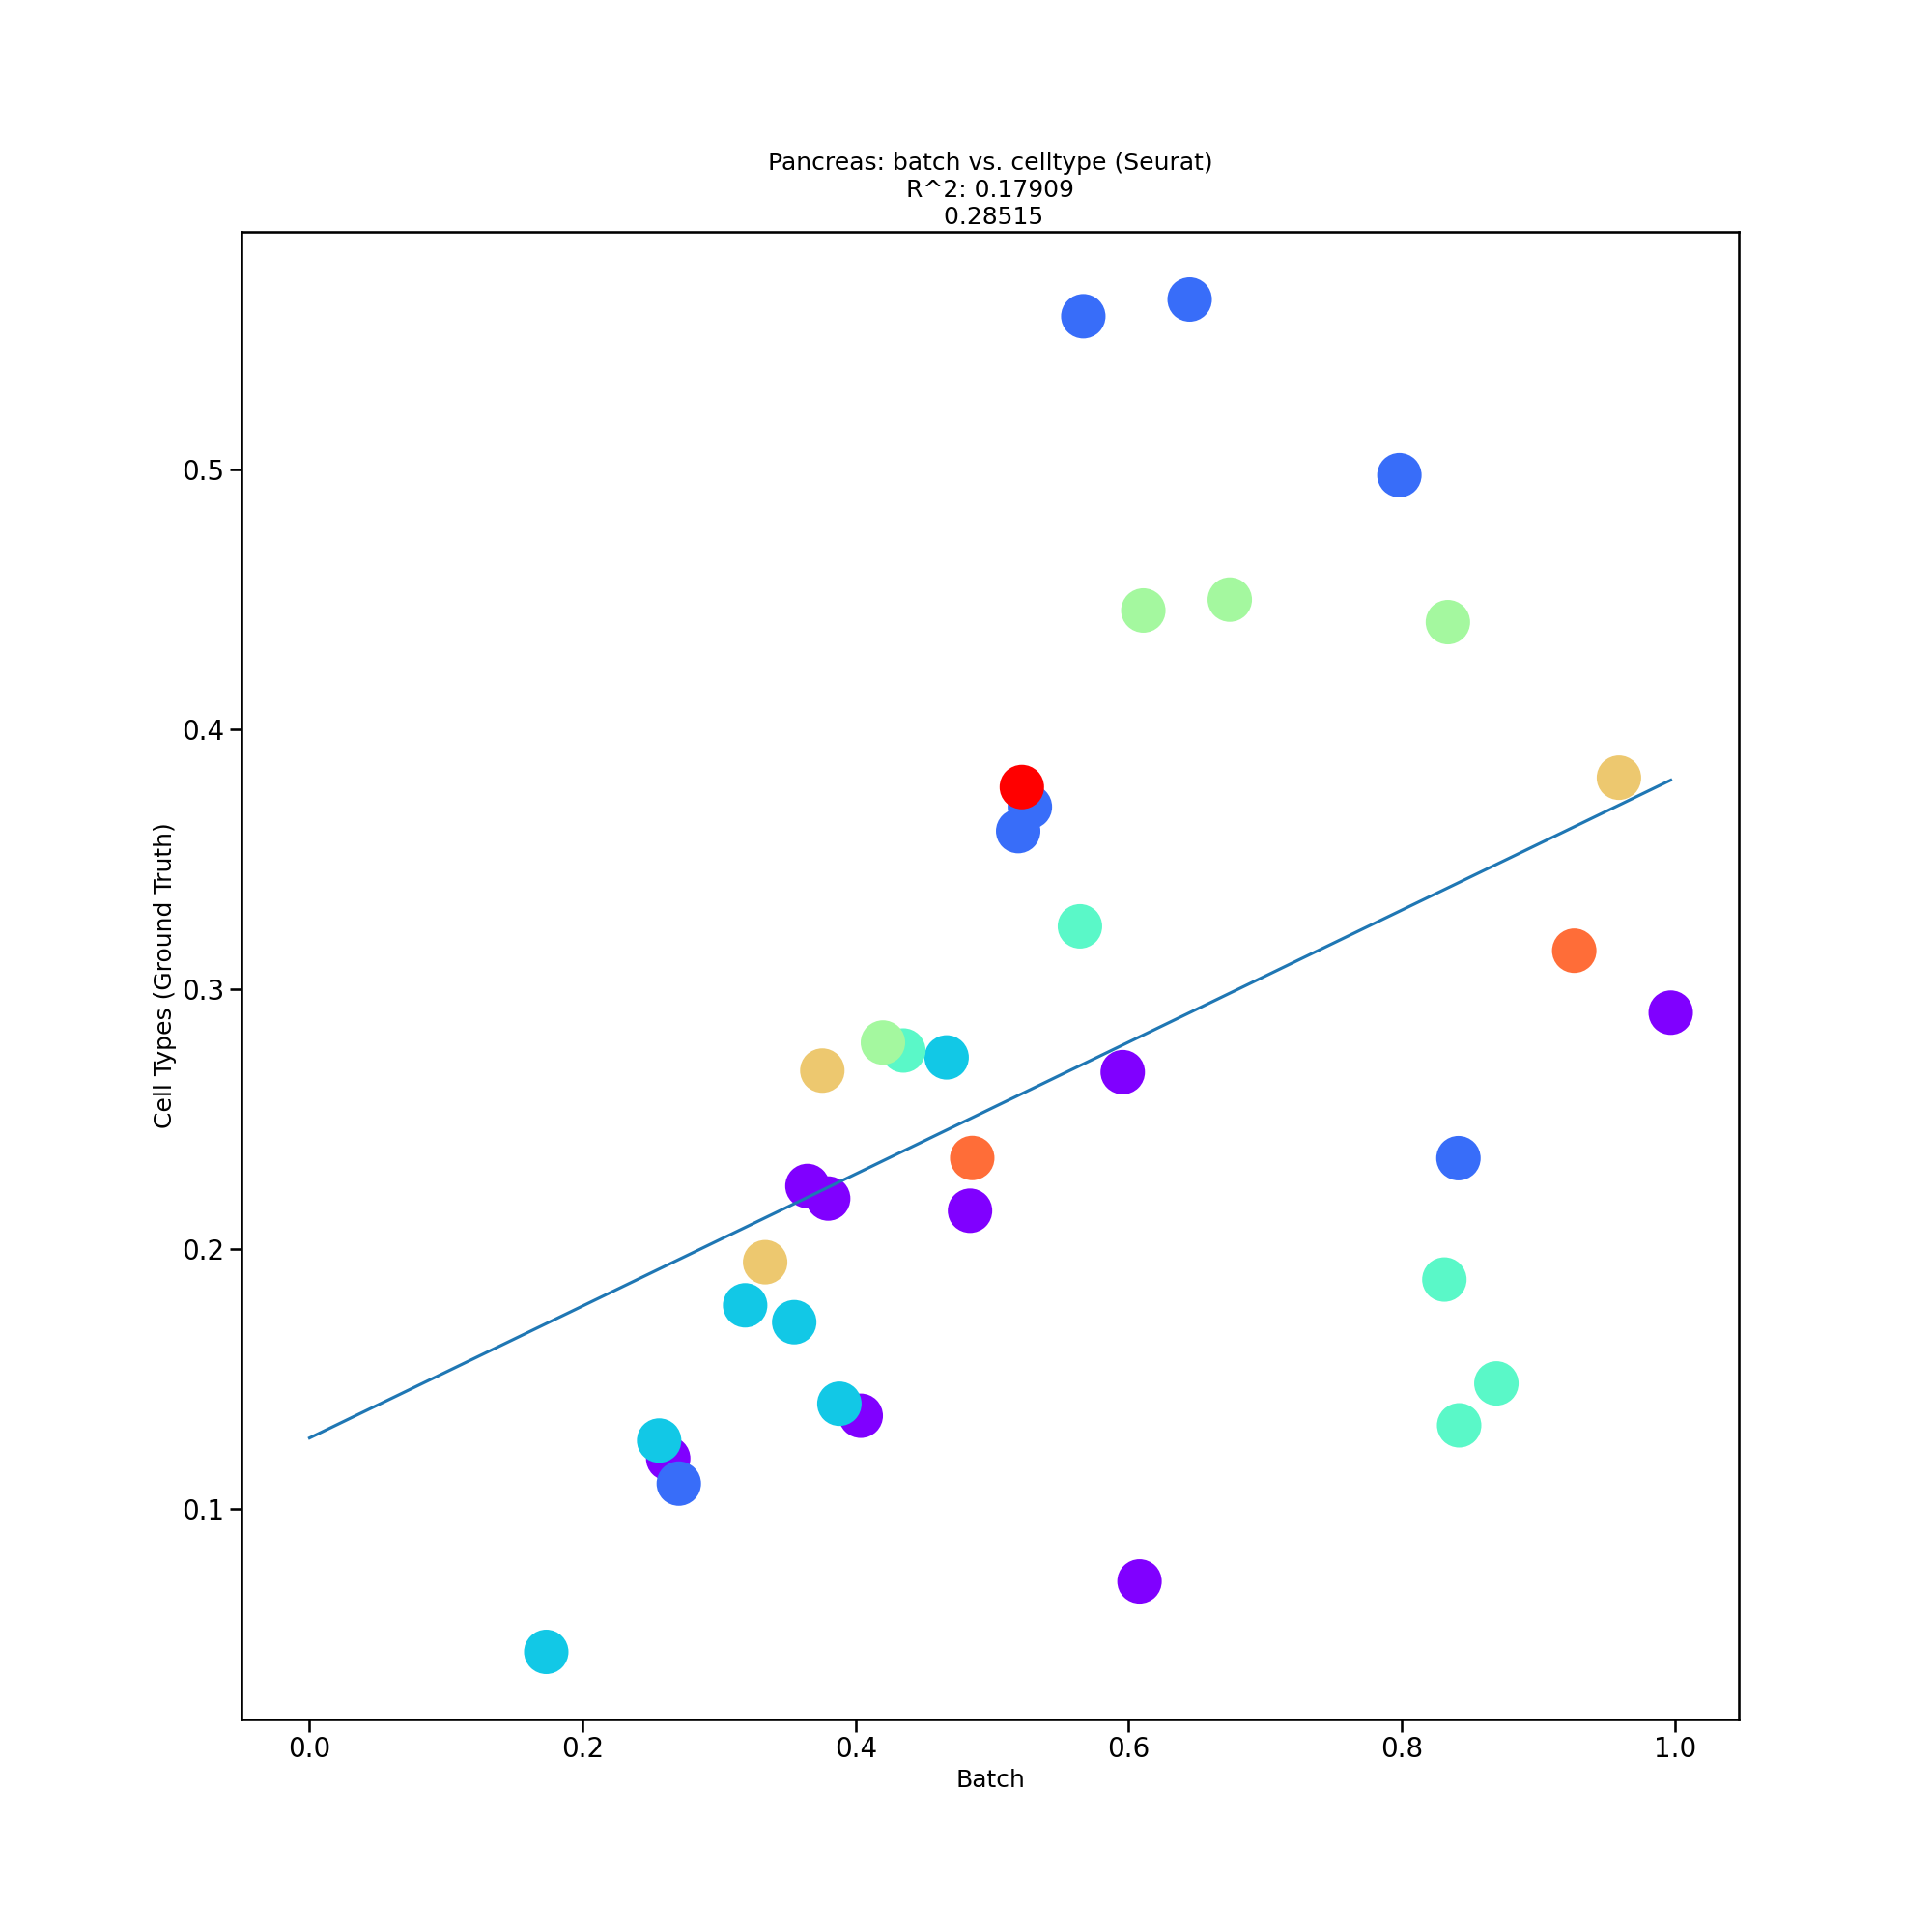 Pancreas: batch vs. celltype (Seurat)
R^2: 0.17909
0.28515
Cell Types (Ground Truth)
0.5
0.4
0.3
0.2
0.1
0.0 0.2 0.4 0.6 0.8 1.0
Batch